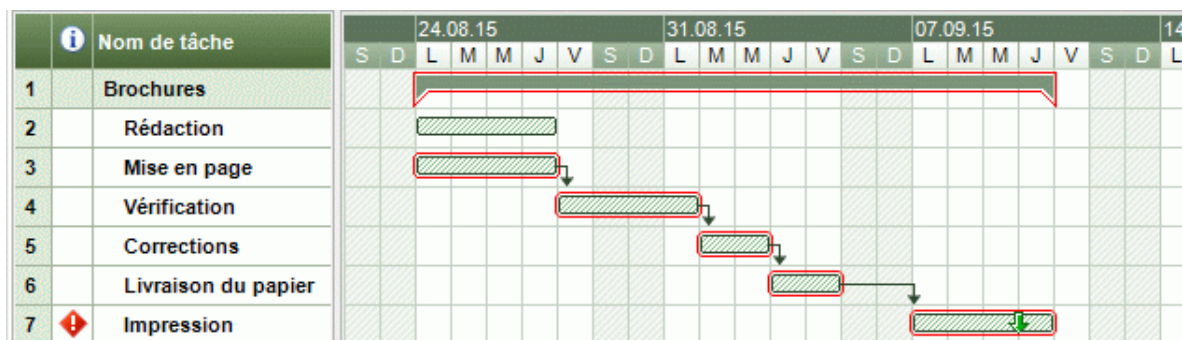 Nom de tâche
24.08.15 31.08.15 07.09.15 14
S D L M M J V S D L M M J V S D L M M J V S D L
1 Brochures
2 Rédaction
3 Mise en page
4 Vérification
5 Corrections
6 Livraison du papier
7 Impression